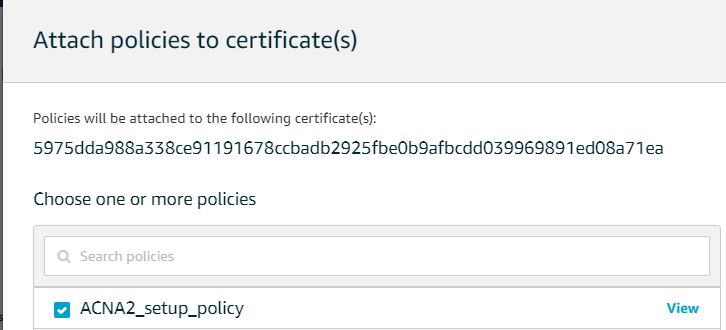 Attach policies to certificate(s)
Policies will be attached to the following certificate(s):
5975dda988a338ce91191678ccbadb2925fbe0b9afbcdd039969891ed08a71ea
Choose one or more policies
Search policies
ACNA2_setup_policy View